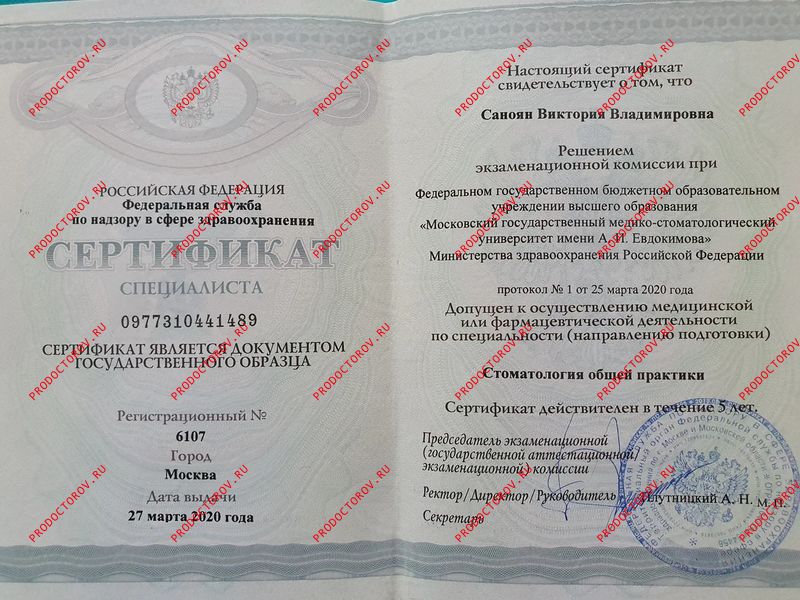 РОССИЙСКАЯ ФЕДЕРАЦИЯ
Федеральная служба
по надзору в сфере здравоохранения
СЕРТИФИКАТ
СПЕЦИАЛИСТА
0977310441489
СЕРТИФИКАТ ЯВЛЯЕТСЯ ДОКУМЕНТОМ
ГОСУДАРСТВЕННОГО ОБРАЗЦА
Регистрационный №
6107
Город
Москва
Дата выдачи
27 марта 2020 года
Настоящий сертификат
свидетельствует о том, что
Саноян Виктория Владимировна
Решением
экзаменационной комиссии при
Федеральном государственном бюджетном образовательном
учреждении высшего образования
«Московский государственный медико-стоматологический
университет имени А.И. Евдокимова»
Министерства здравоохранения Российской Федерации
протокол № 1 от 25 марта 2020 года
Допущен к осуществлению медицинской
или фармацевтической деятельности
по специальности (направлению подготовки)
Стоматология общей практики
Сертификат действителен в течение 5 лет.
Председатель экзаменационной
(государственной аттестационной/
экзаменационной) комиссии
Ректор/Директор/Руководитель Плутницкий А. Н. М.П.
Секретарь
PRODOCTOROV.RU